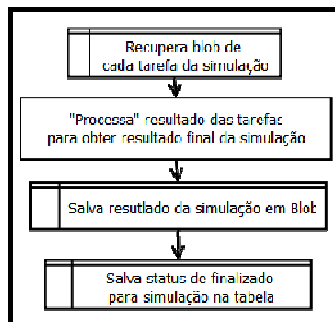 Recupera blob de
cada tarefa da simulação
"Processa" resultado das tarefas
para obter resultado final da simulação
Salva resutlado da simulação em Blob
Salva status de finalizado
para simulação na tabela